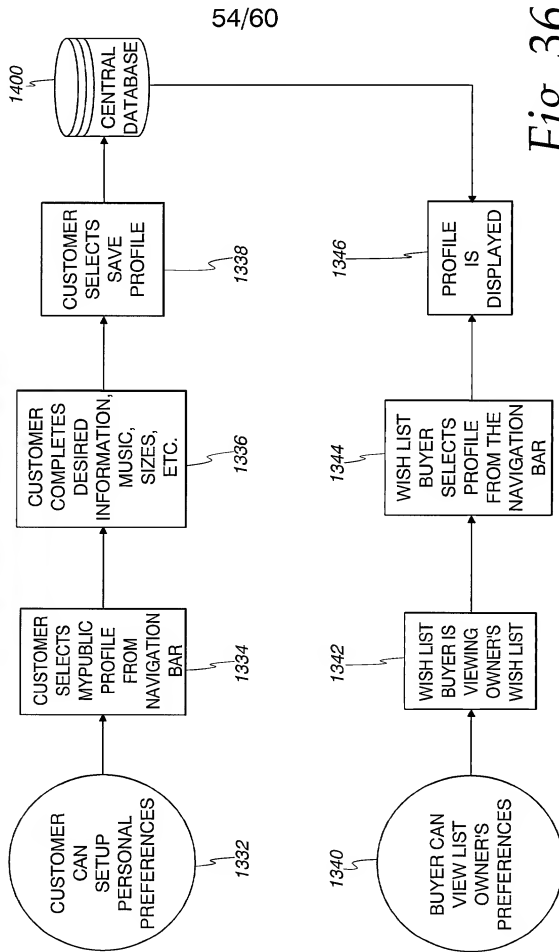 54/60
CUSTOMER
CAN
SETUP
PERSONAL
PREFERENCES
1332
CUSTOMER
SELECTS
MYPUBLIC
PROFILE
FROM
NAVIGATION
BAR
1334
CUSTOMER
COMPLETES
DESIRED
INFORMATION,
MUSIC,
SIZES,
ETC.
1336
CUSTOMER
SELECTS
SAVE
PROFILE
1338
CENTRAL
DATABASE
1400
BUYER CAN
VIEW LIST
OWNER'S
PREFERENCES
1340
WISH LIST
BUYER IS
VIEWING
OWNER'S
WISH LIST
1342
WISH LIST
BUYER
SELECTS
PROFILE
FROM THE
NAVIGATION
BAR
1344
PROFILE
IS
DISPLAYED
1346
Fig. 36